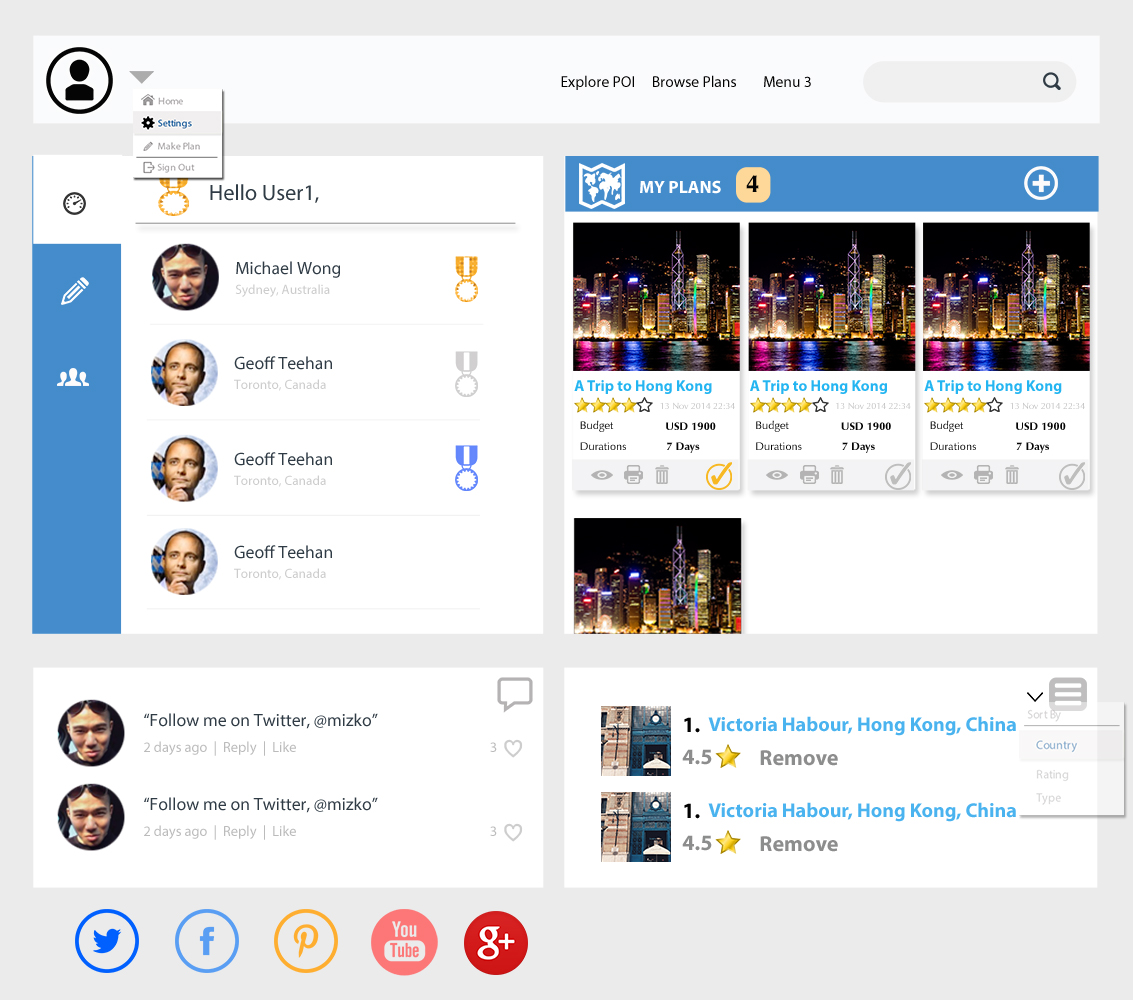 Explore POI
Browse Plans
Menu 3
Home
Settings
Make Plan
Sign Out
Hello User1,
Michael Wong
Sydney, Australia
Geoff Teehan
Toronto, Canada
Geoff Teehan
Toronto, Canada
Geoff Teehan
Toronto, Canada
MY PLANS 4
A Trip to Hong Kong
13 Nov 2014 22:34
Budget USD 1900
Durations 7 Days
A Trip to Hong Kong
13 Nov 2014 22:34
Budget USD 1900
Durations 7 Days
A Trip to Hong Kong
13 Nov 2014 22:34
Budget USD 1900
Durations 7 Days
“Follow me on Twitter, @mizko”
2 days ago | Reply | Like 3
“Follow me on Twitter, @mizko”
2 days ago | Reply | Like 3
1. Victoria Habour, Hong Kong, China
4.5 Remove
1. Victoria Habour, Hong Kong, China
4.5 Remove
Sort By
Country
Rating
Type
You
Tube
g+